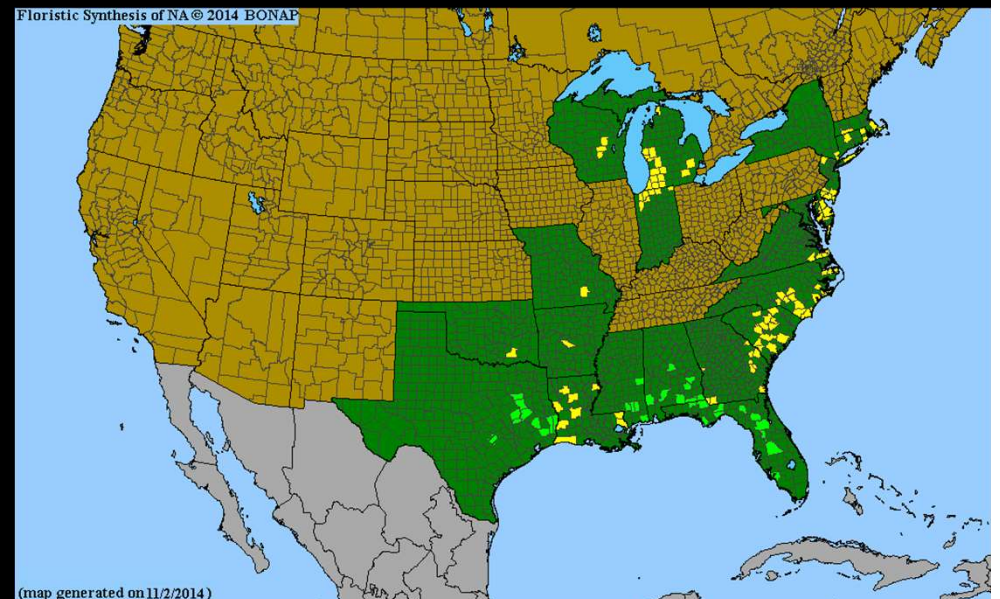 Floristic Synthesis of NA © 2014 BONAP
(map generated on 11/2/2014)